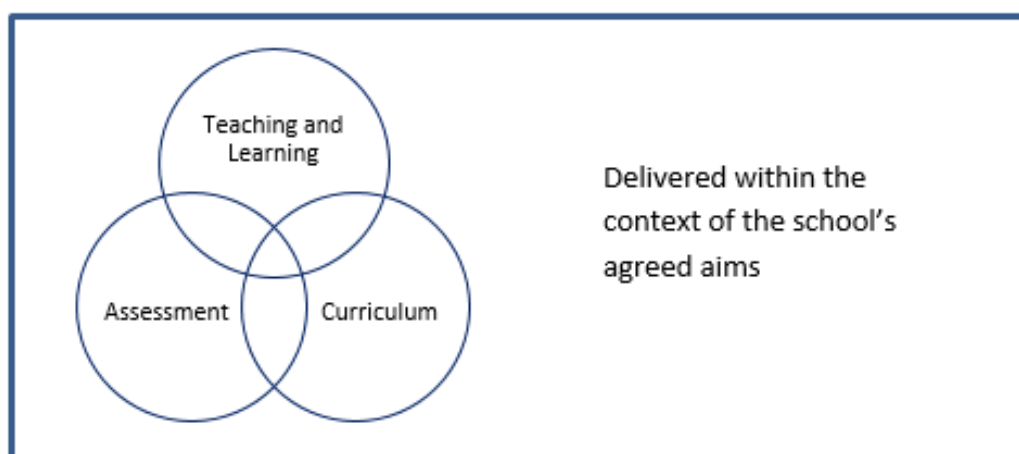 Teaching and
Learning
Assessment
Curriculum
Delivered within the
context of the school’s
agreed aims